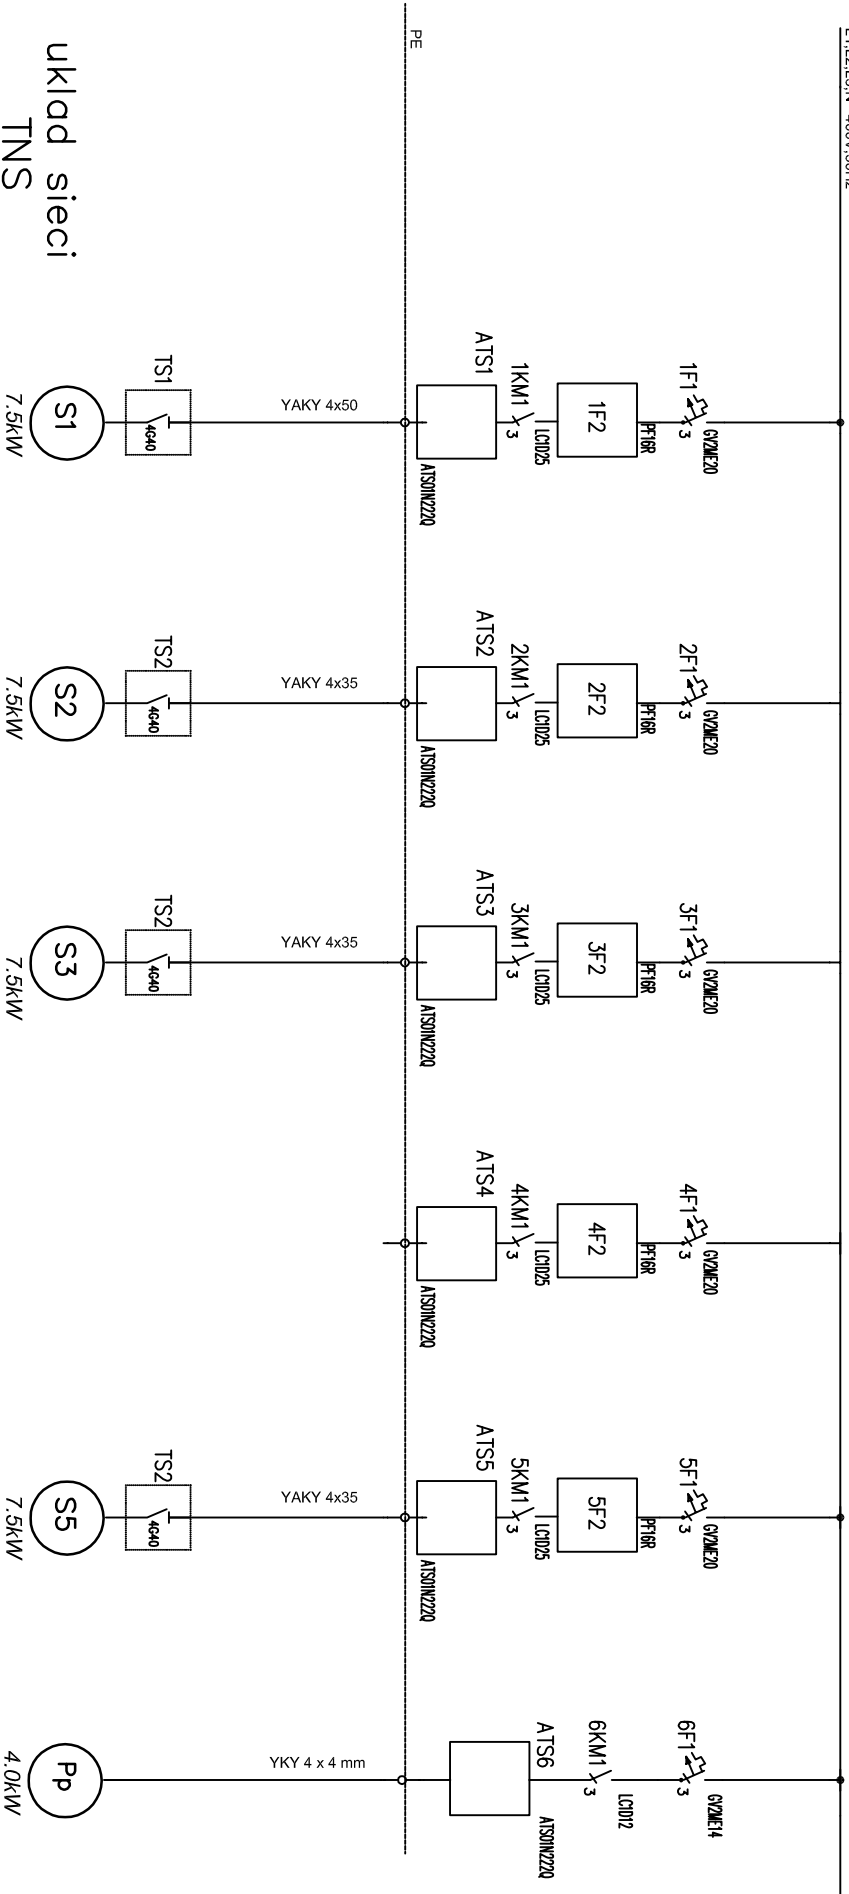 PE
układ sieci
TNS
1F1
GV2ME20
3
PF16R
1F2
1KM1
LC1D25
3
ATS1
ATS01N222Q
YAKY 4x50
TS1
4G40
S1
7.5kW
2F1
GV2ME20
3
PF16R
2F2
2KM1
LC1D25
3
ATS2
ATS01N222Q
YAKY 4x35
TS2
4G40
S2
7.5kW
3F1
GV2ME20
3
PF16R
3F2
3KM1
LC1D25
3
ATS3
ATS01N222Q
YAKY 4x35
TS2
4G40
S3
7.5kW
4F1
GV2ME20
3
PF16R
4F2
4KM1
LC1D25
3
ATS4
ATS01N222Q
5F1
GV2ME20
3
PF16R
5F2
5KM1
LC1D25
3
ATS5
ATS01N222Q
YAKY 4x35
TS2
4G40
S5
7.5kW
6F1
GV2ME14
3
6KM1
LC1D12
3
ATS6
ATS01N222Q
YKY 4 x 4 mm
Pp
4.0kW